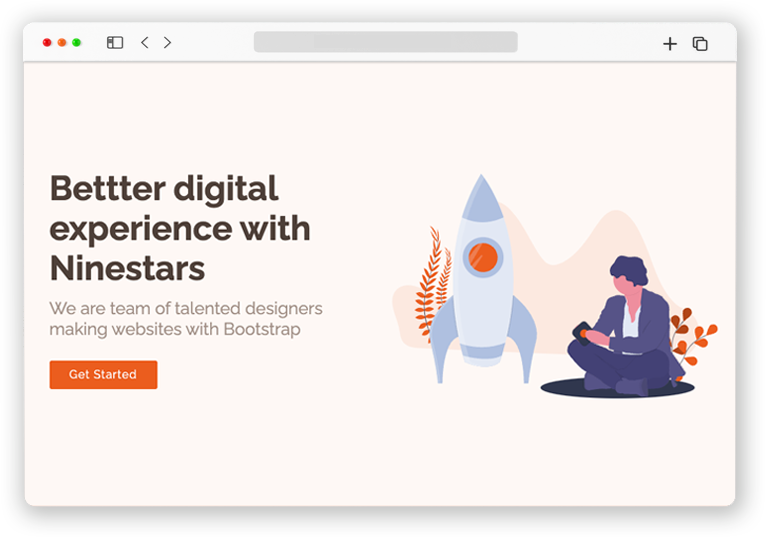 Bettter digital
experience with
Ninestars
We are team of talented designers
making websites with Bootstrap
Get Started